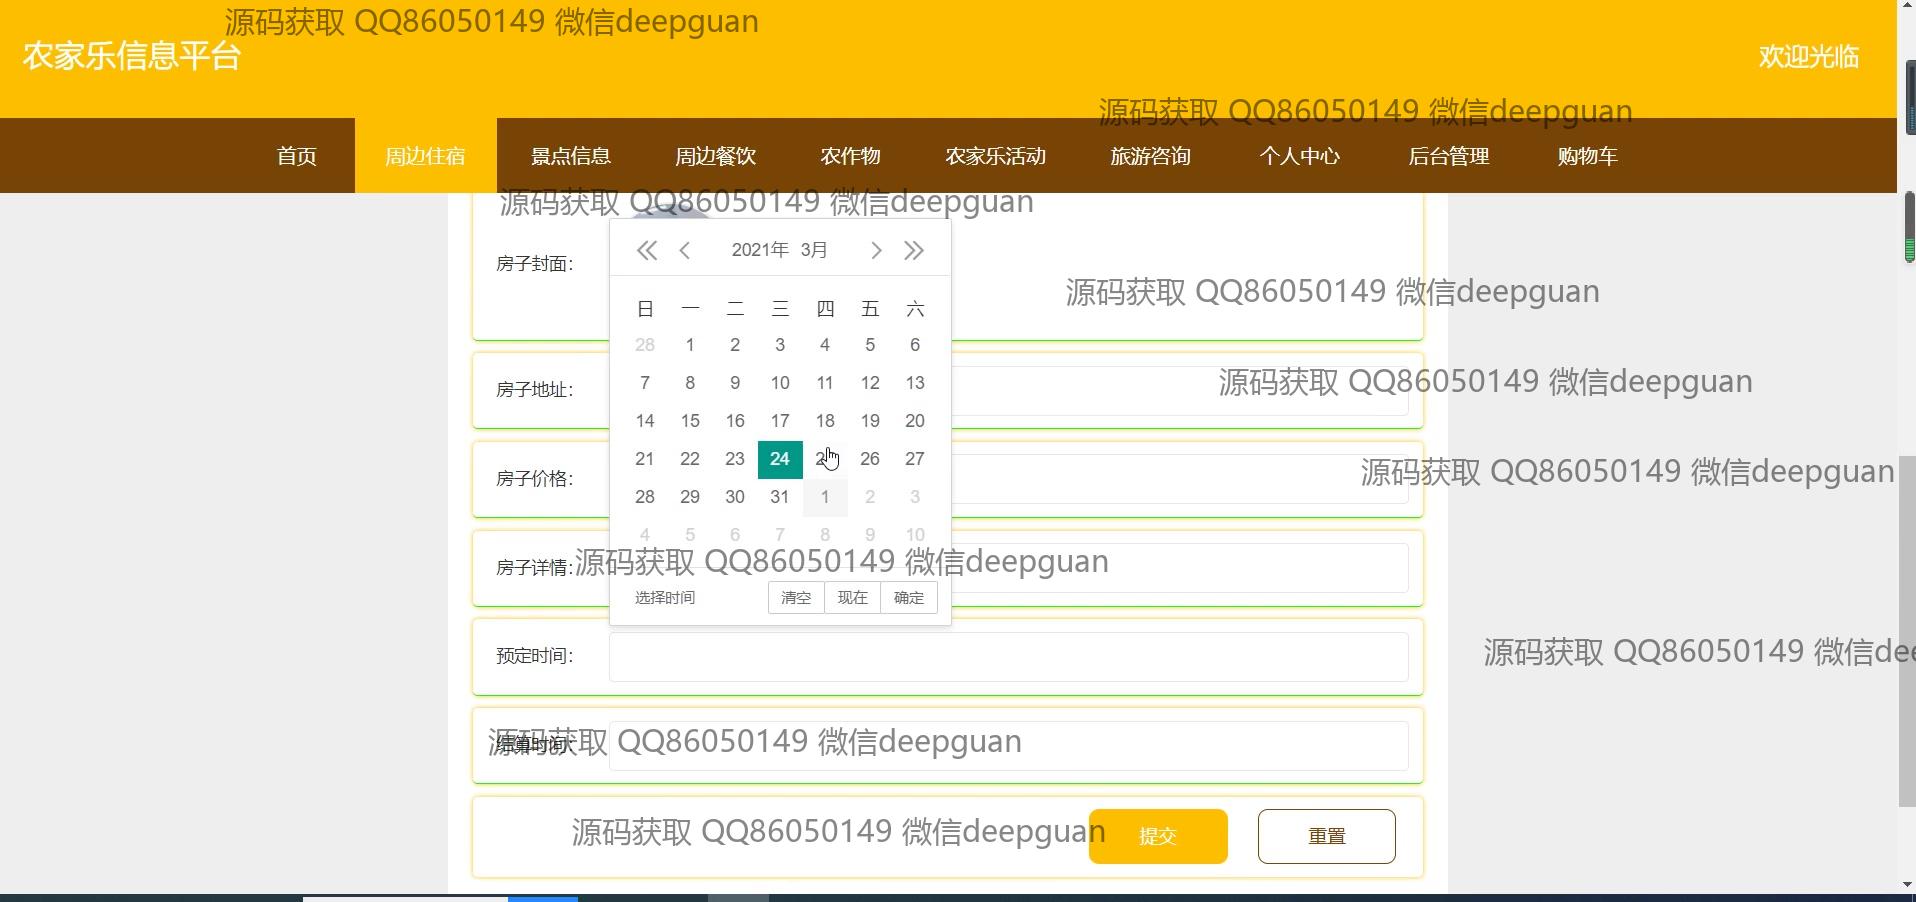 源码获取 QQ86050149 微信deepguan
农家乐信息平台
欢迎光临
源码获取 QQ86050149 微信deepguan
首页 周边住宿 景点信息 周边餐饮 农作物 农家乐活动 旅游咨询 个人中心 后台管理 购物车
源码获取 QQ86050149 微信deepguan
2021年 3月
房子封面:
源码获取 QQ86050149 微信deepguan
日 一 二 三 四 五 六
28 1 2 3 4 5 6
7 8 9 10 11 12 13
源码获取 QQ86050149 微信deepguan
房子地址:
14 15 16 17 18 19 20
21 22 23 24 26 27
源码获取 QQ86050149 微信deepguan
房子价格:
28 29 30 31 1 2 3
4 5 6 7 8 9 10
源码获取 QQ86050149 微信deepguan
房子详情:
选择时间 清空 现在 确定
预定时间:
源码获取 QQ86050149 微信dee
结算时间:
源码获取 QQ86050149 微信deepguan
源码获取 QQ86050149 微信deepguan
提交 重置